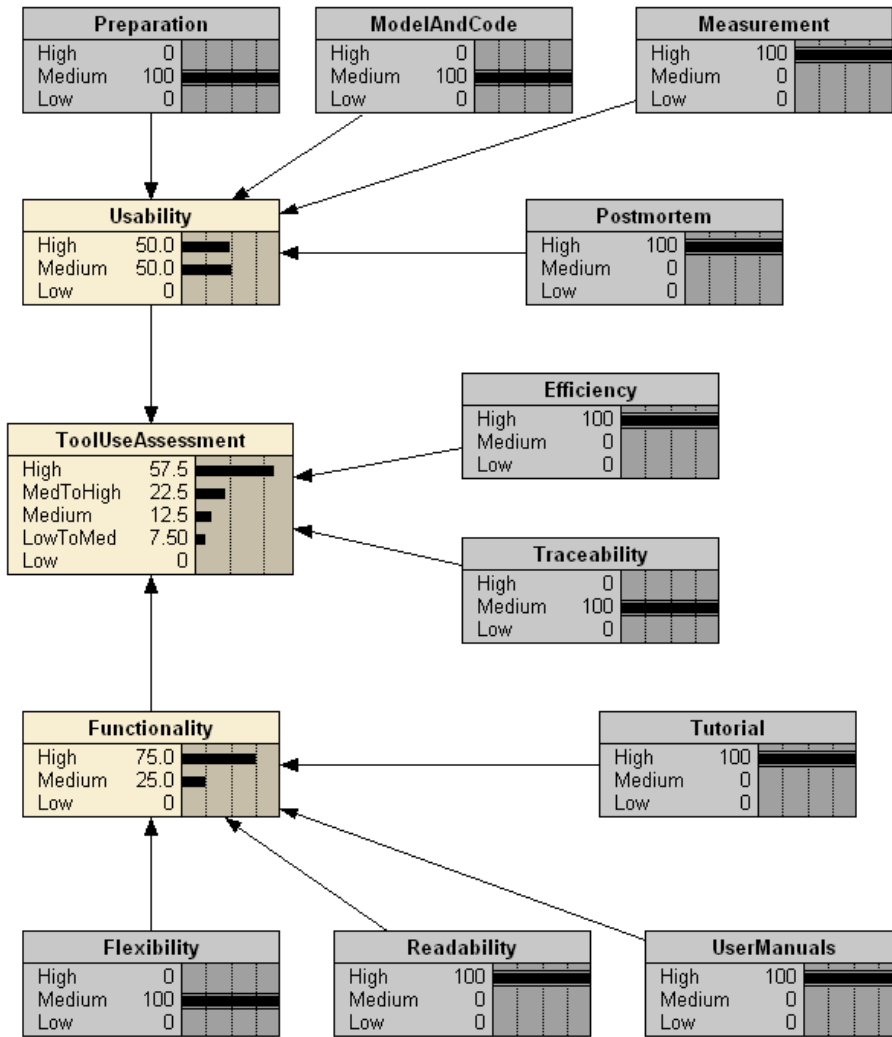 Preparation
High 0
Medium 100
Low 0
ModelAndCode
High 0
Medium 100
Low 0
Measurement
High 100
Medium 0
Low 0
Usability
High 50.0
Medium 50.0
Low 0
Postmortem
High 100
Medium 0
Low 0
Efficiency
High 100
Medium 0
Low 0
ToolUseAssessment
High 57.5
MedToHigh 22.5
Medium 12.5
LowToMed 7.50
Low 0
Traceability
High 0
Medium 100
Low 0
Functionality
High 75.0
Medium 25.0
Low 0
Tutorial
High 100
Medium 0
Low 0
Flexibility
High 0
Medium 100
Low 0
Readability
High 100
Medium 0
Low 0
UserManuals
High 100
Medium 0
Low 0